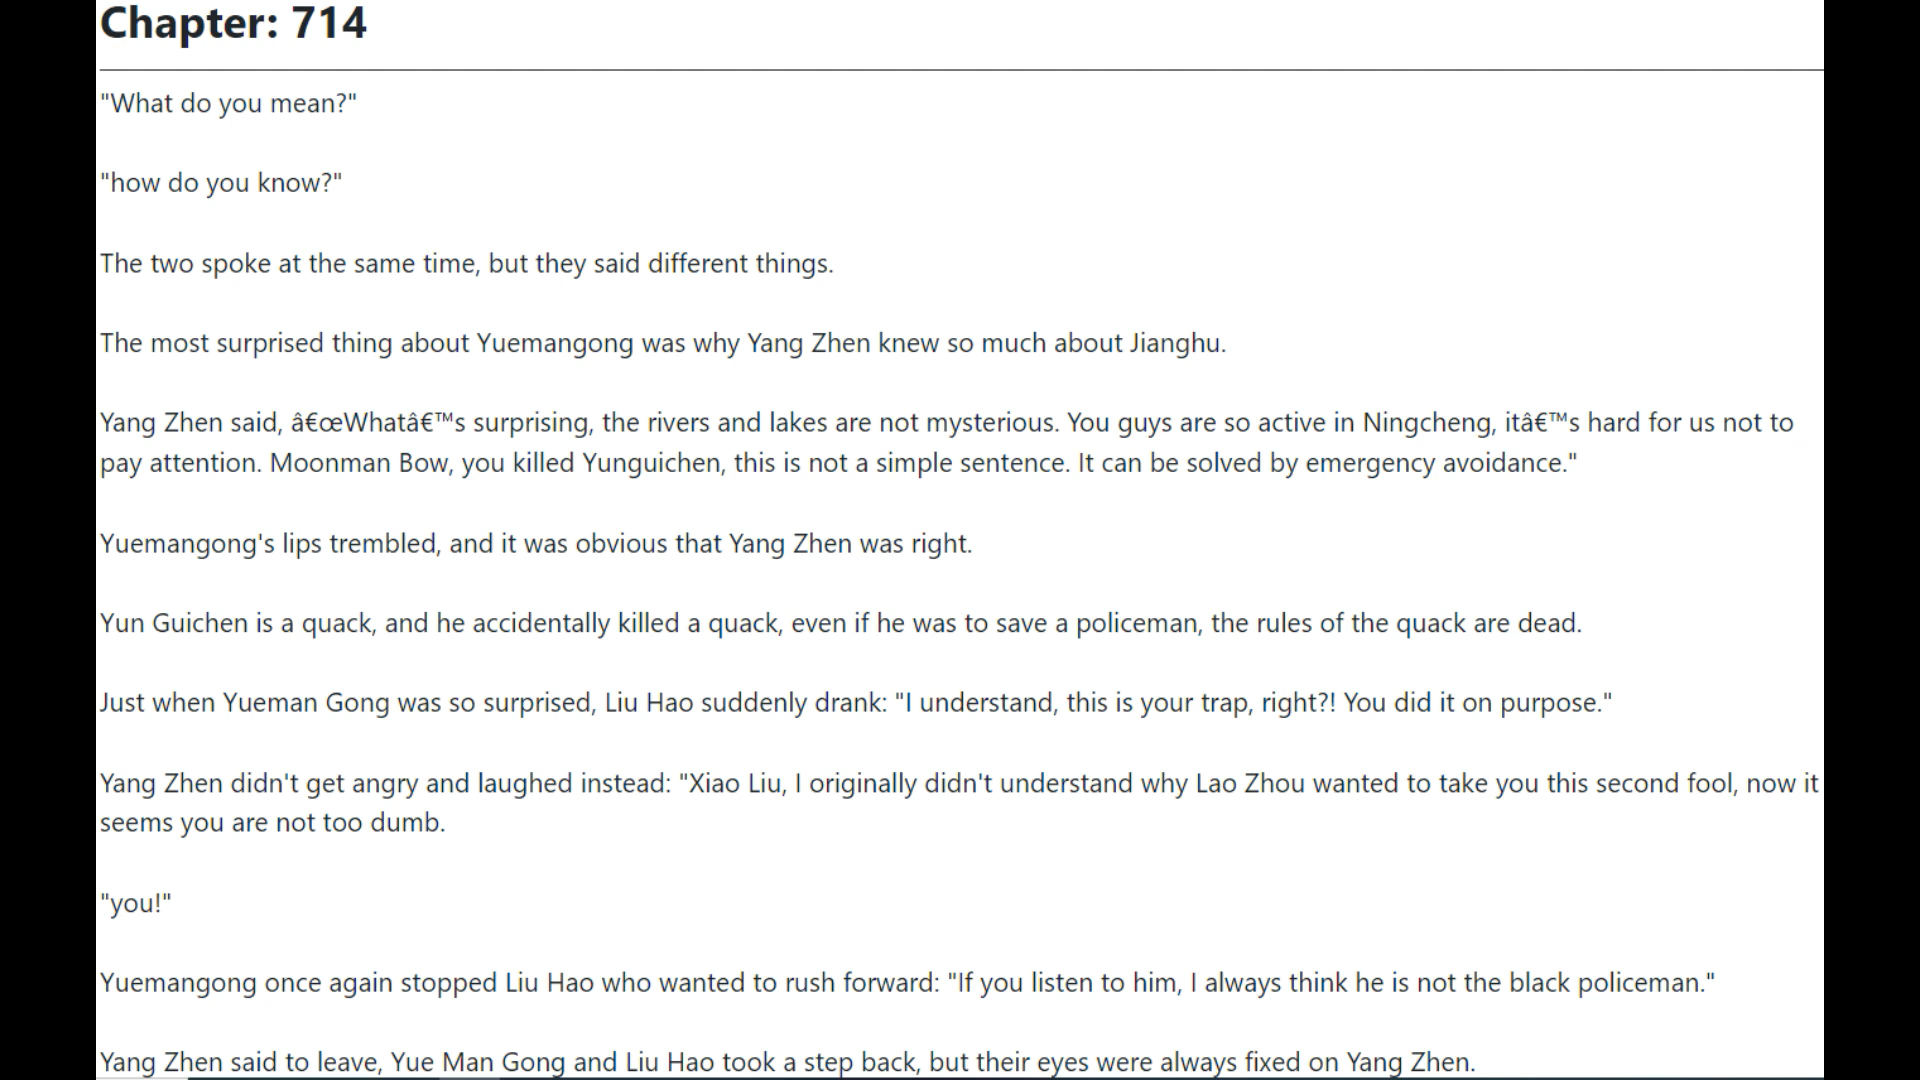 Chapter: 714
"What do you mean?"
"how do you know?"
The two spoke at the same time, but they said different things.
The most surprised thing about Yuemangong was why Yang Zhen knew so much about Jianghu.
Yang Zhen said, â€œWhatâ€™s surprising, the rivers and lakes are not mysterious. You guys are so active in Ningcheng, itâ€™s hard for us not to
pay attention. Moonman Bow, you killed Yunguichen, this is not a simple sentence. It can be solved by emergency avoidance."
Yuemangong's lips trembled, and it was obvious that Yang Zhen was right.
Yun Guichen is a quack, and he accidentally killed a quack, even if he was to save a policeman, the rules of the quack are dead.
Just when Yueman Gong was so surprised, Liu Hao suddenly drank: "I understand, this is your trap, right?! You did it on purpose."
Yang Zhen didn't get angry and laughed instead: "Xiao Liu, I originally didn't understand why Lao Zhou wanted to take you this second fool, now it
seems you are not too dumb.
"you!"
Yuemangong once again stopped Liu Hao who wanted to rush forward: "If you listen to him, I always think he is not the black policeman."
Yang Zhen said to leave, Yue Man Gong and Liu Hao took a step back, but their eyes were always fixed on Yang Zhen.